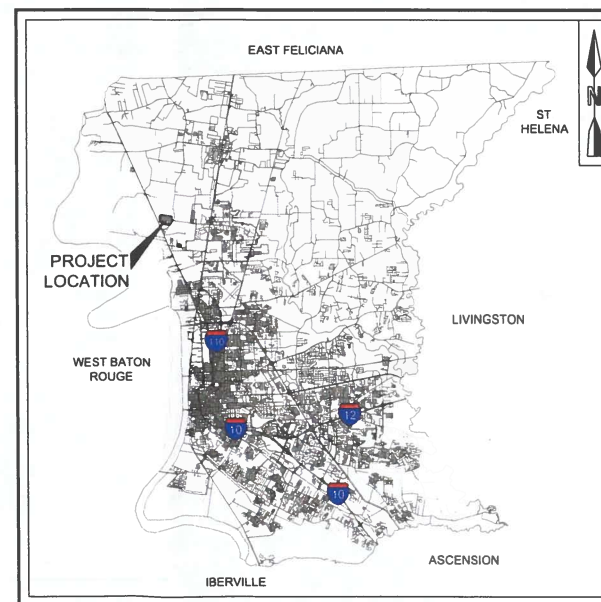 EAST FELICIANA
ST
HELENA
N
PROJECT
LOCATION
LIVINGSTON
110
WEST BATON
ROUGE
12
10
10
ASCENSION
IBERVILLE